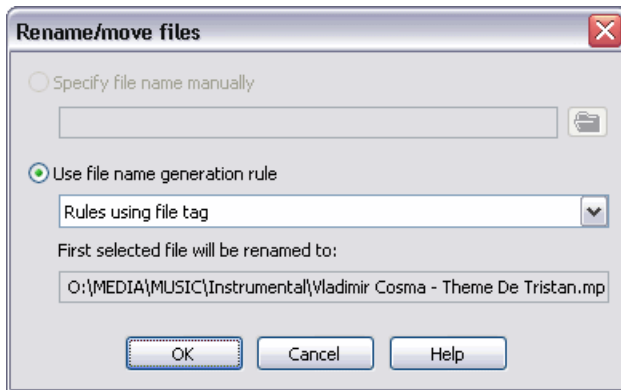 Rename/move files
Specify file name manually
Use file name generation rule
Rules using file tag
First selected file will be renamed to:
O:\MEDIA\MUSIC\Instrumental\Vladimir Cosma - Theme De Tristan.mp
OK Cancel Help